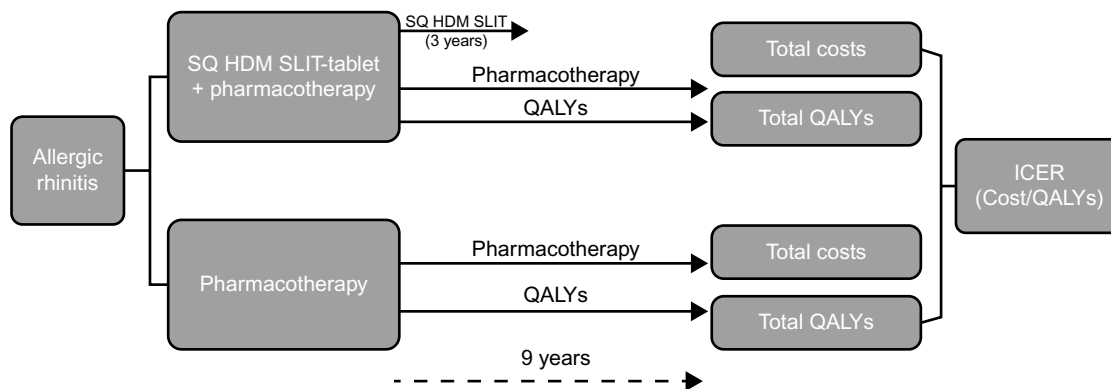 Allergic
rhinitis
SQ HDM SLIT-tablet
+ pharmacotherapy
SQ HDM SLIT
(3 years)
Pharmacotherapy
QALYs
Total costs
Total QALYs
Pharmacotherapy
Pharmacotherapy
QALYs
Total costs
Total QALYs
ICER
(Cost/QALYs)
9 years